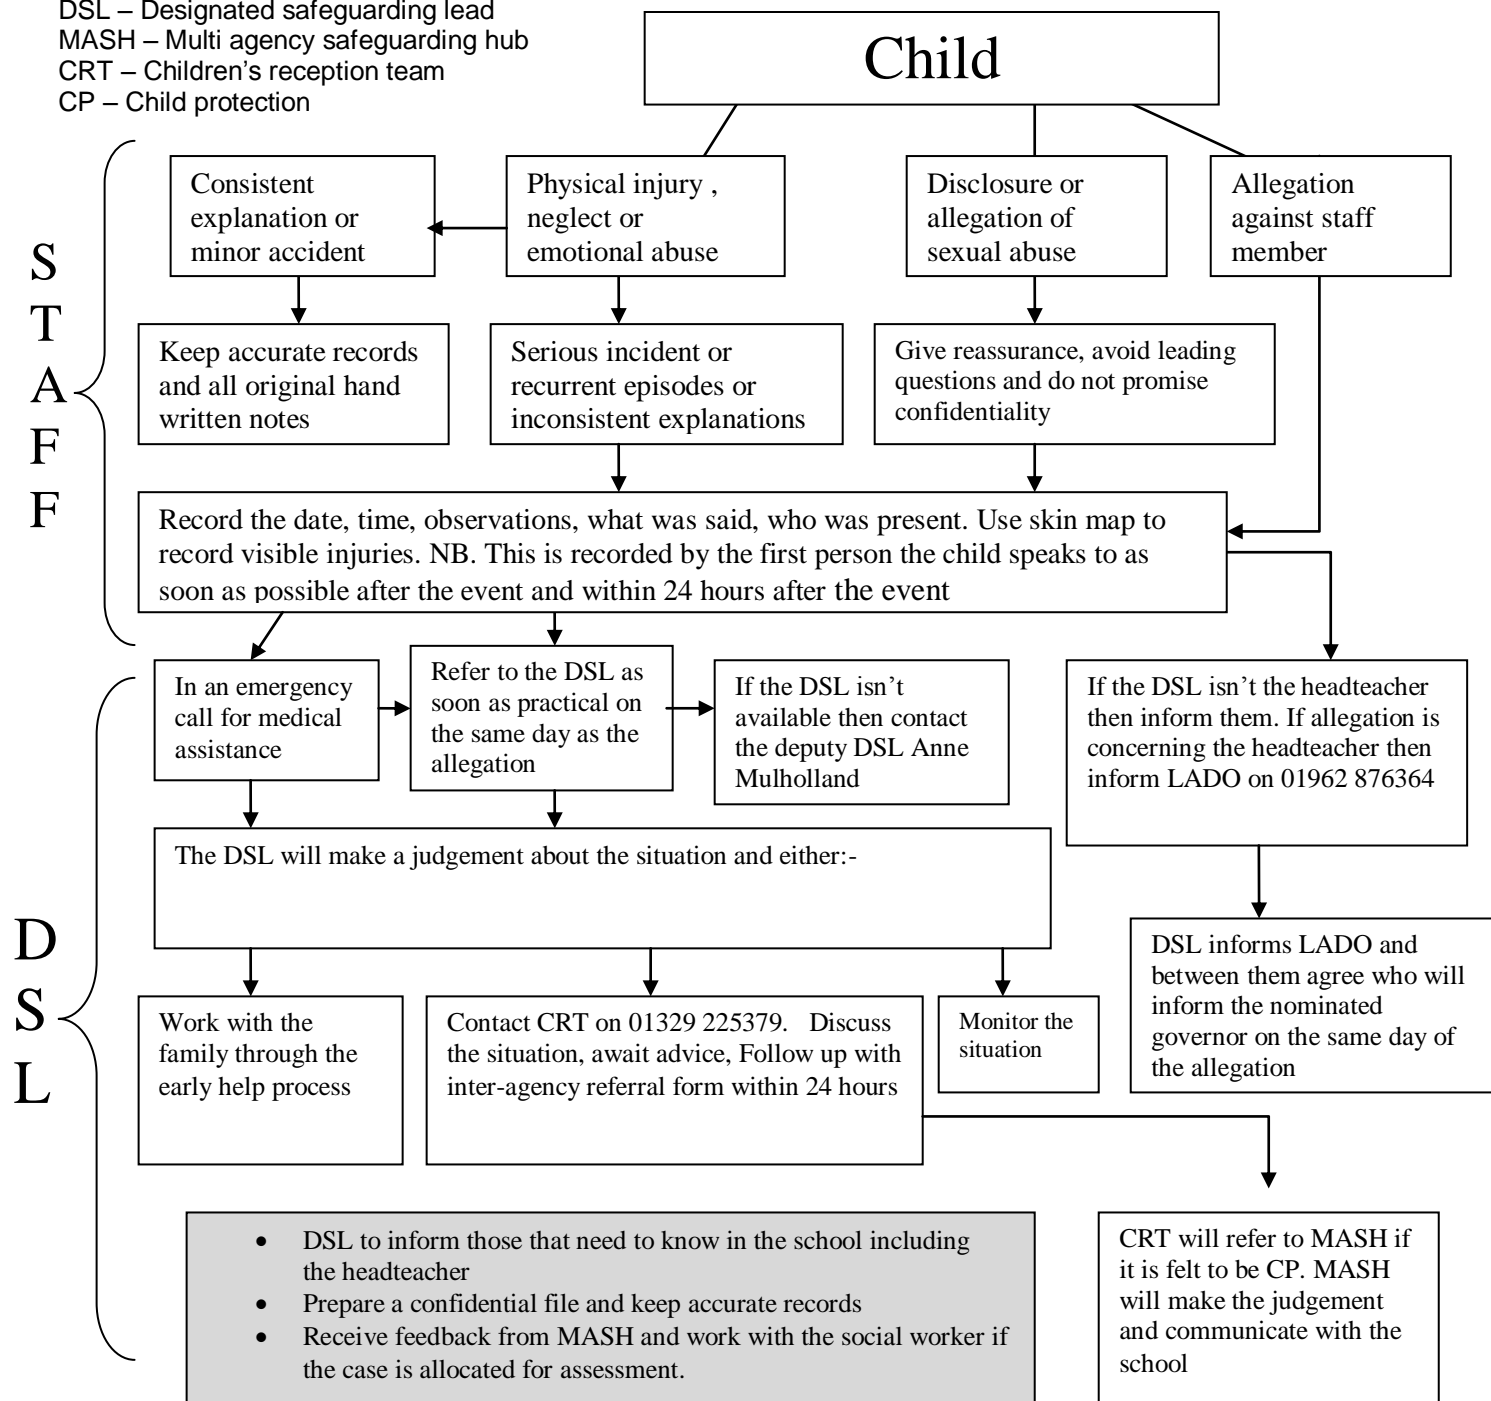 DSL – Designated safeguarding lead
MASH – Multi agency safeguarding hub
CRT – Children's reception team
CP – Child protection
Child
S
T
A
F
F
Consistent
explanation or
minor accident
Physical injury ,
neglect or
emotional abuse
Disclosure or
allegation of
sexual abuse
Allegation
against staff
member
Keep accurate records
and all original hand
written notes
Serious incident or
recurrent episodes or
inconsistent explanations
Give reassurance, avoid leading
questions and do not promise
confidentiality
Record the date, time, observations, what was said, who was present. Use skin map to
record visible injuries. NB. This is recorded by the first person the child speaks to as
soon as possible after the event and within 24 hours after the event
D
S
L
In an emergency
call for medical
assistance
Refer to the DSL as
soon as practical on
the same day as the
allegation
If the DSL isn't
available then contact
the deputy DSL Anne
Mulholland
If the DSL isn't the headteacher
then inform them. If allegation is
concerning the headteacher then
inform LADO on 01962 876364
The DSL will make a judgement about the situation and either:-
DSL informs LADO and
between them agree who will
inform the nominated
governor on the same day of
the allegation
Work with the
family through the
early help process
Contact CRT on 01329 225379.   Discuss
the situation, await advice, Follow up with
inter-agency referral form within 24 hours
Monitor the
situation
• DSL to inform those that need to know in the school including
the headteacher
• Prepare a confidential file and keep accurate records
• Receive feedback from MASH and work with the social worker if
the case is allocated for assessment.
CRT will refer to MASH if
it is felt to be CP. MASH
will make the judgement
and communicate with the
school